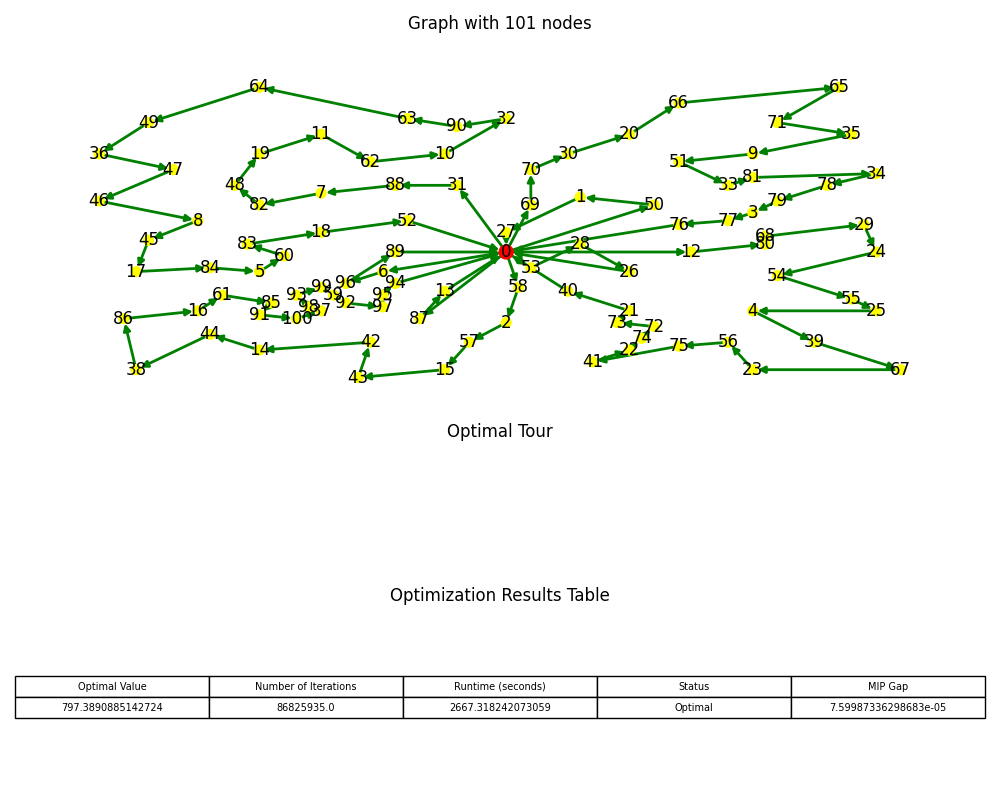 Graph with 101 nodes
64 65
66
63 32
49 90 71
11 20 35
36 19 62 10 30 51 9
47 70 33 81 34
48 7 88 31 78
46 82 69 1 50 79
8 18 52 27 76 77 3 29
45 83 60 89 0 28 12 68 80 24
17 84 5 96 6 53 26 54
61 93 99 59 95 94 13 58 40 55
86 16 85 91 98 100 37 92 97 87 2 21 73 4 25
44 14 42 57 72 74 22 75 56 39
38 43 15 41 23 67
Optimal Tour
Optimization Results Table
Optimal Value Number of Iterations Runtime (seconds) Status MIP Gap
797.3890885142724 86825935.0 2667.318242073059 Optimal 7.59987336298683e-05